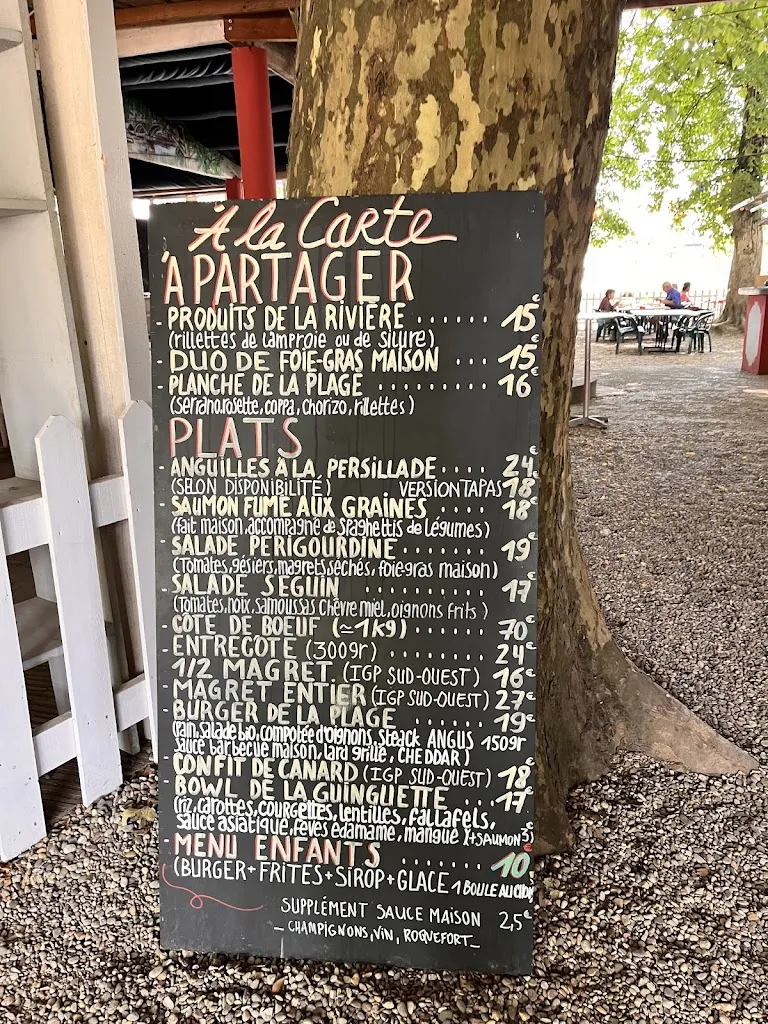 À la Carte
À PARTAGER
- PRODUITS DE LA RIVIÈRE ...... 15€
(rillettes de lamproie ou de silure)
- DUO DE FOIE-GRAS MAISON ... 15€
- PLANCHE DE LA PLAGE ......... 16€
(Serrano, rosette, coppa, chorizo, rillettes)
PLATS
- ANGUILLES À LA PERSILLADE .... 24€
(SELON DISPONIBILITÉ) VERSION TAPAS 18€
- SAUMON FUMÉ AUX GRAINES ..... 18€
(fait maison, accompagné de spaghettis de légumes)
- SALADE PÉRIGOURDINE ....... 19€
(Tomates, gésiers, magrets séchés, foie-gras maison)
- SALADE SEGUIN ......... 17€
(Tomates, noix, samoussas chèvre miel, oignons frits)
- CÔTE DE BOEUF (≃1kg) ...... 70€
- ENTRECÔTE (300gr) ........ 24€
- 1/2 MAGRET (IGP SUD-OUEST) 16€
- MAGRET ENTIER (IGP SUD-OUEST) 27€
- BURGER DE LA PLAGE ...... 19€
(Pain, salade bio, compotée d'oignons, Steack ANGUS 150gr
sauce barbecue maison, lard grillé, CHEDDAR)
- CONFIT DE CANARD (IGP SUD-OUEST) 18€
- BOWL DE LA GUINGUETTE ... 17€
(riz, carottes, courgettes, lentilles, fallafels,
sauce asiatique, fèves edamame, mangue (+SAUMON 3€)
- MENU ENFANTS ....... 10€
(BURGER+FRITES+SIROP+GLACE 1 BOULE AU CHOIX)
SUPPLÉMENT SAUCE MAISON 2,5€
- CHAMPIGNONS, VIN, ROQUEFORT -